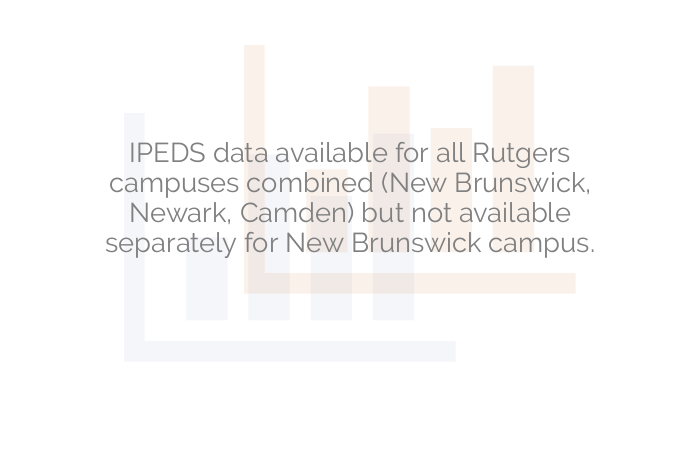 IPEDS data available for all Rutgers
campuses combined (New Brunswick,
Newark, Camden) but not available
separately for New Brunswick campus.